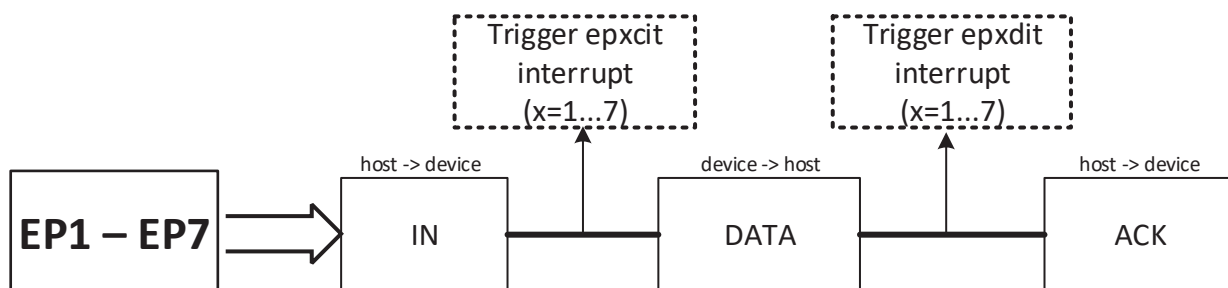 Trigger epxcit
interrupt
(x=1...7)
Trigger epxdit
interrupt
(x=1...7)
host -> device
device -> host
host -> device
EP1 – EP7
IN
DATA
ACK